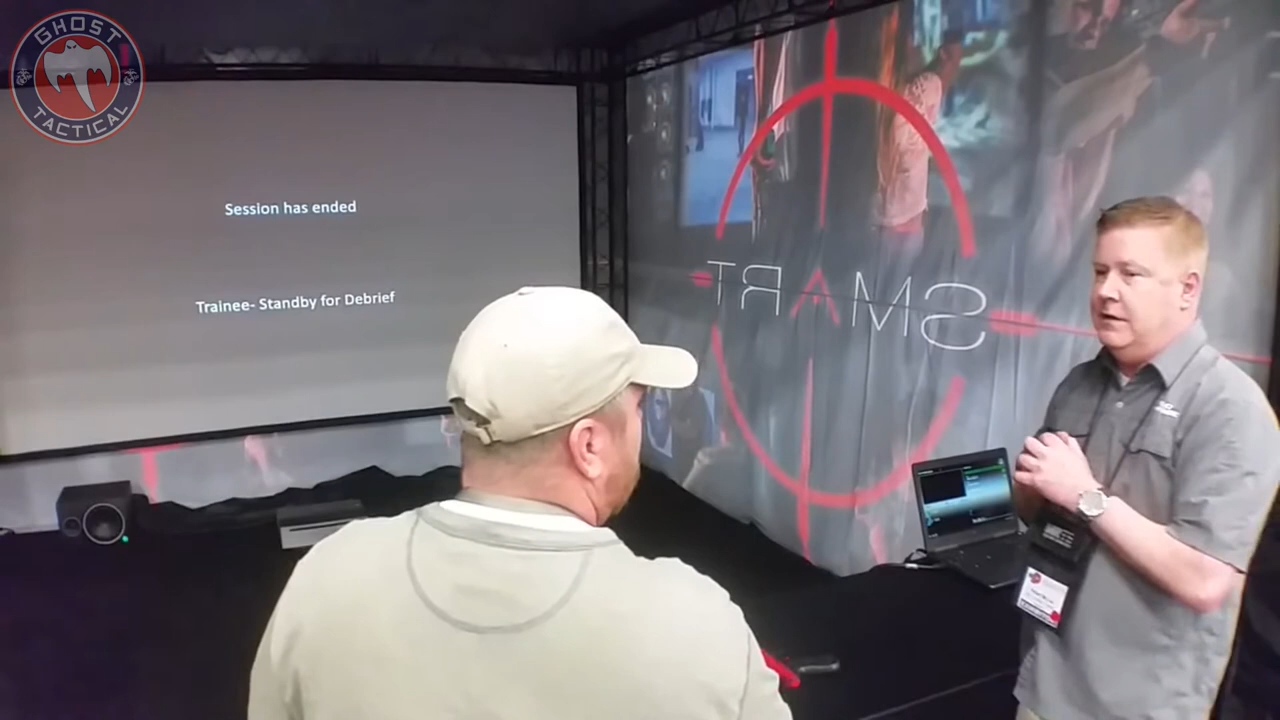 GHOST
TACTICAL
Session has ended
Trainee- Standby for Debrief
SMART